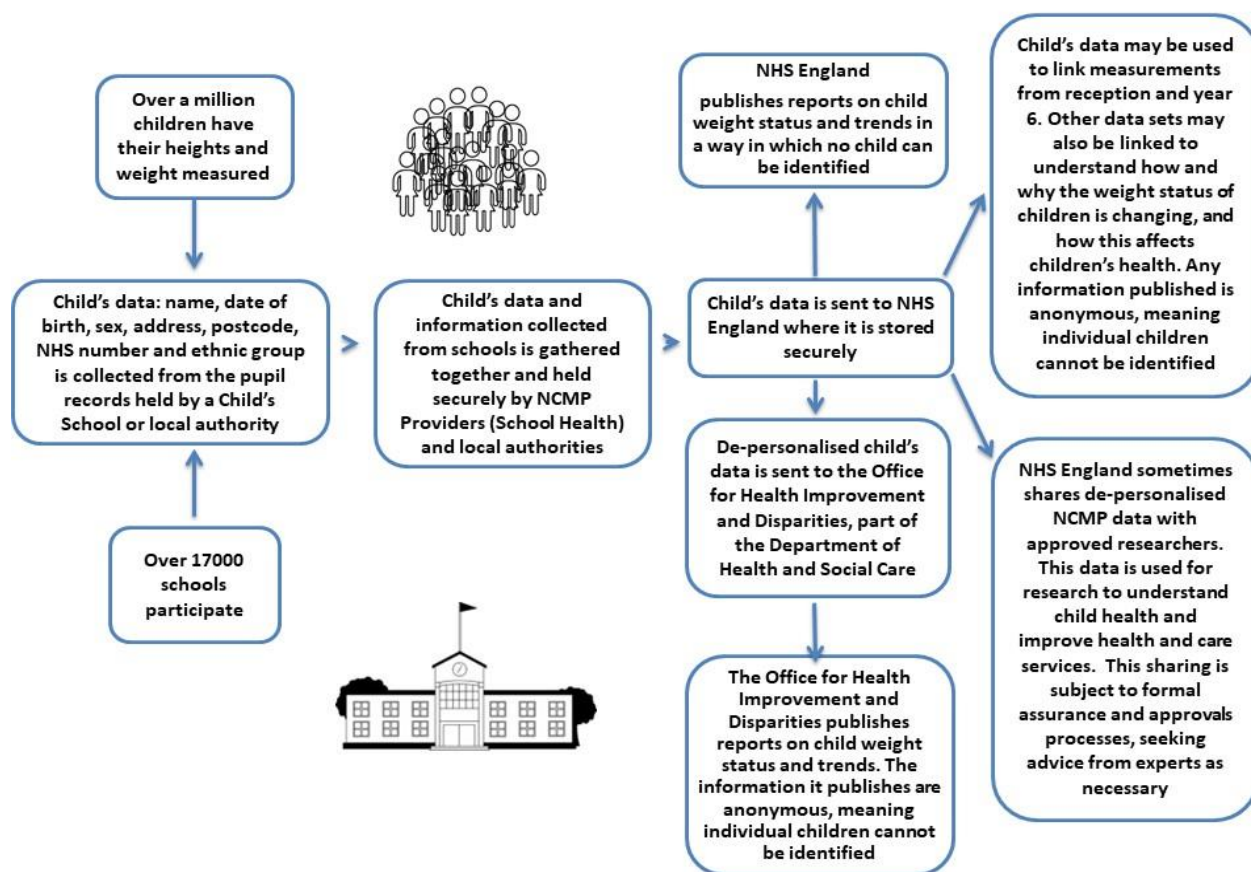 Over a million
children have
their heights and
weight measured
Child's data: name, date of
birth, sex, address, postcode,
NHS number and ethnic group
is collected from the pupil
records held by a Child's
School or local authority
Over 17000
schools
participate
Child's data and
information collected
from schools is gathered
together and held
securely by NCMP
Providers (School Health)
and local authorities
NHS England
publishes reports on child
weight status and trends in
a way in which no child can
be identified
Child's data is sent to NHS
England where it is stored
securely
De-personalised child's
data is sent to the Office
for Health Improvement
and Disparities, part of
the Department of
Health and Social Care
The Office for Health
Improvement and
Disparities publishes
reports on child weight
status and trends. The
information it publishes are
anonymous, meaning
individual children cannot
be identified
Child's data may be used
to link measurements
from reception and year
6. Other data sets may
also be linked to
understand how and
why the weight status of
children is changing, and
how this affects
children's health. Any
information published is
anonymous, meaning
individual children
cannot be identified
NHS England sometimes
shares de-personalised
NCMP data with
approved researchers.
This data is used for
research to understand
child health and
improve health and care
services. This sharing is
subject to formal
assurance and approvals
processes, seeking
advice from experts as
necessary